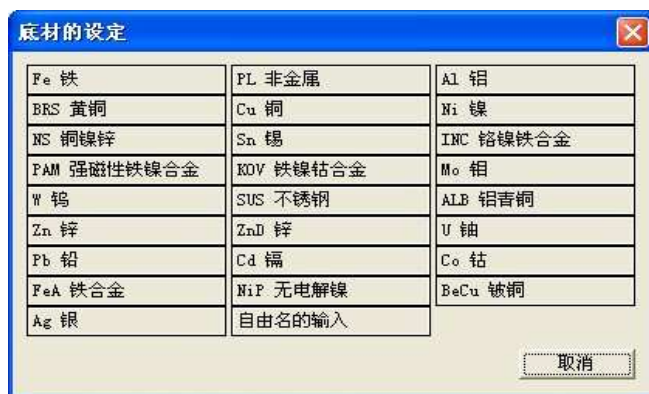 底材的设定
Fe 铁 PL 非金属 Al 铝
BRS 黄铜 Cu 铜 Ni 镍
NS 铜镍锌 Sn 锡 INC 铬镍铁合金
PAM 强磁性铁镍合金 KOV 铁镍钴合金 Mo 钼
W 钨 SUS 不锈钢 ALB 铝青铜
Zn 锌 ZnD 锌 U 铀
Pb 铅 Cd 镉 Co 钴
FeA 铁合金 NiP 无电解镍 BeCu 铍铜
Ag 银 自由名的输入
取消